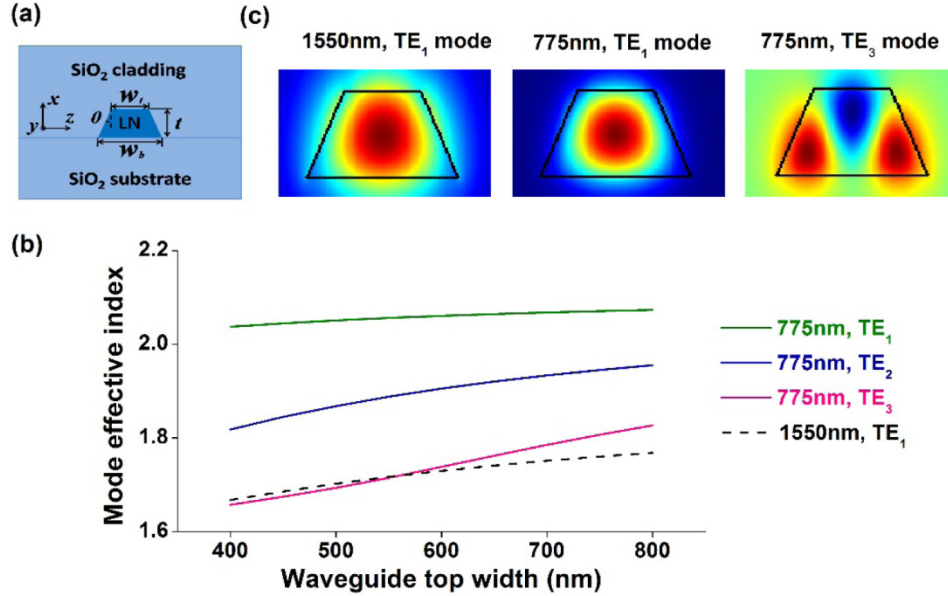 (a)
SiO₂ cladding
wₜ
x
θ
LN
t
y
z
w_b
SiO₂ substrate
(c)
1550nm, TE₁ mode
775nm, TE₁ mode
775nm, TE₃ mode
(b)
Mode effective index
2.2
2.0
1.8
1.6
400
500
600
700
800
Waveguide top width (nm)
775nm, TE₁
775nm, TE₂
775nm, TE₃
1550nm, TE₁